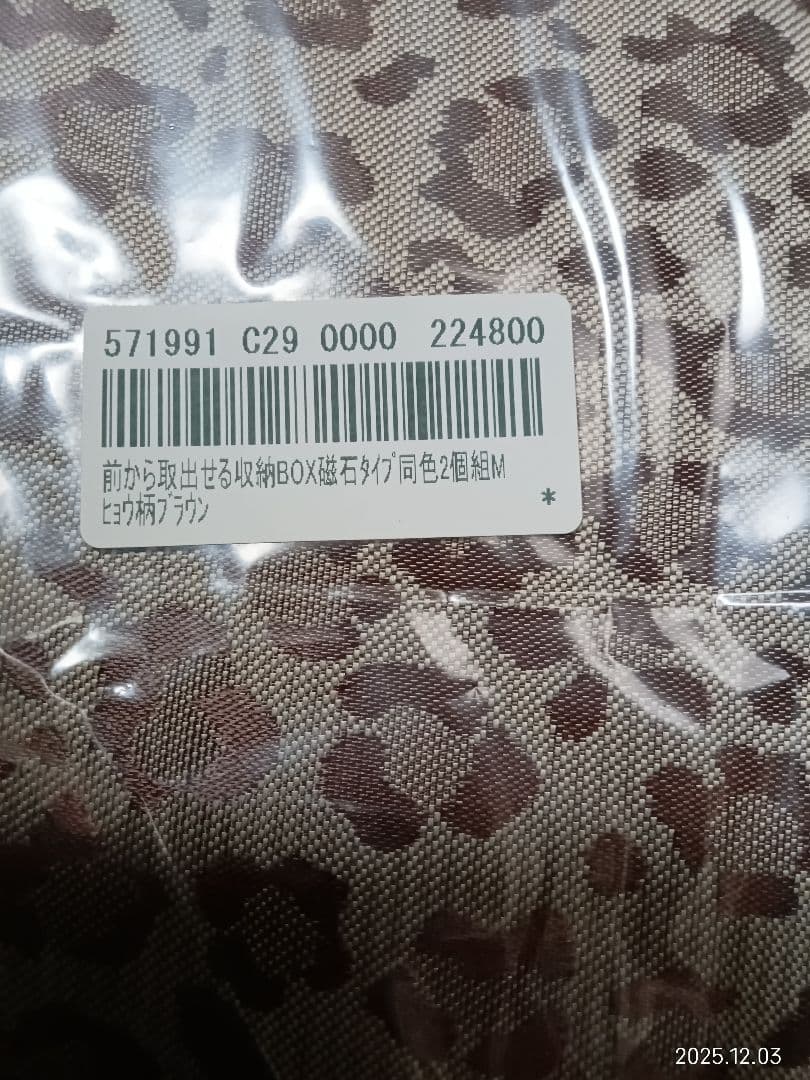 571991 C29 0000 224800
前から取出せる収納BOX磁石ﾀｲﾌﾟ同色2個組M
ﾋｮｳ柄ﾌﾞﾗｳﾝ *
2025.12.03